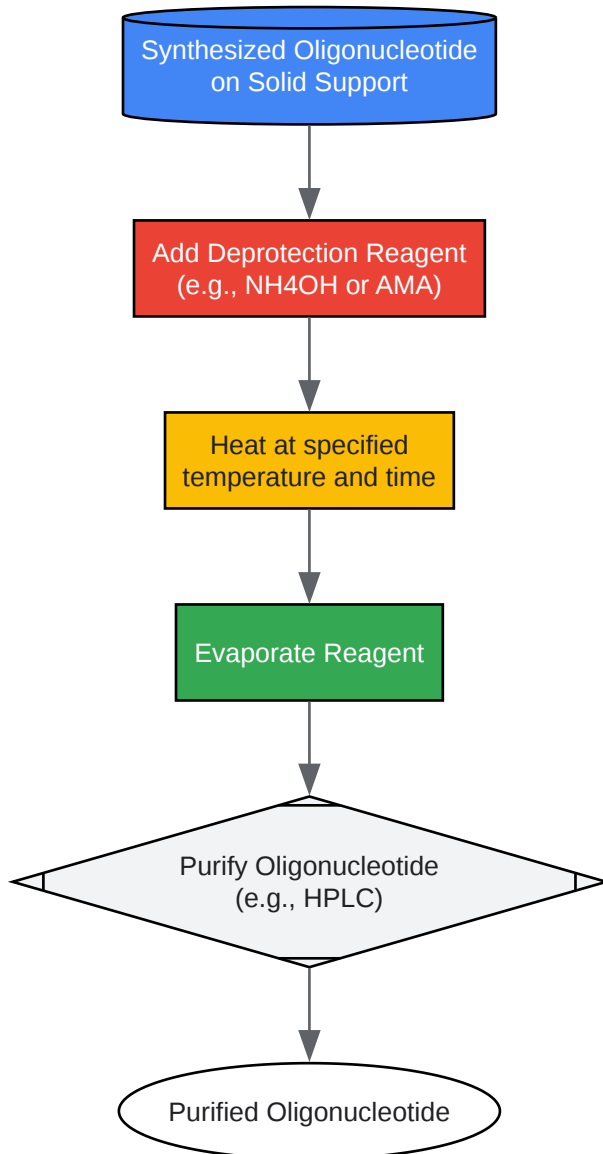 Synthesized Oligonucleotide
on Solid Support
Add Deprotection Reagent
(e.g., NH4OH or AMA)
Heat at specified
temperature and time
Evaporate Reagent
Purify Oligonucleotide
(e.g., HPLC)
Purified Oligonucleotide